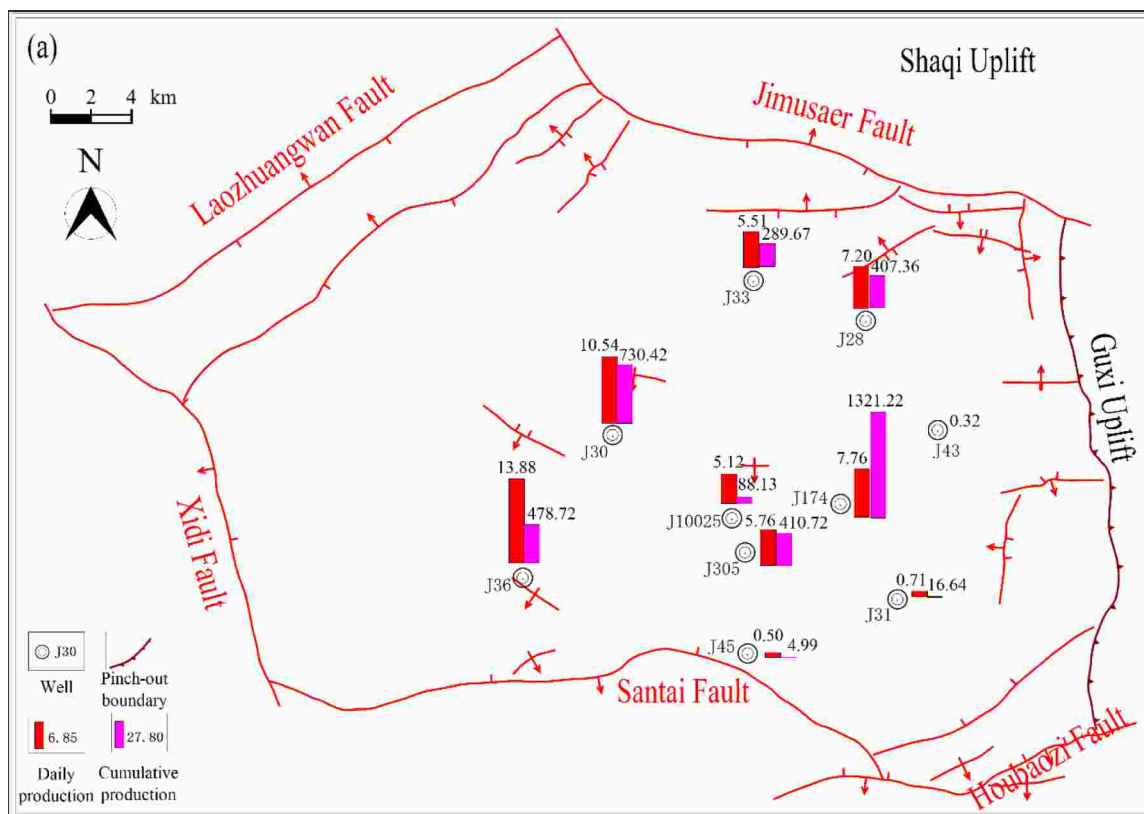 (a)
Shaqi Uplift
0 2 4 km
N
Laozhuangwan Fault
Jimusaer Fault
5.51
289.67
J33
7.20
407.36
J28
10.54
730.42
J30
1321.22
7.76
J174
0.32
J43
Guxi Uplift
13.88
478.72
J36
5.12
88.13
J10025
5.76
410.72
J305
Xidi Fault
0.71
16.64
J31
0.50
4.99
J45
Santai Fault
Houbaozi Fault
J30
Well
Pinch-out
boundary
6.85
Daily
production
27.80
Cumulative
production